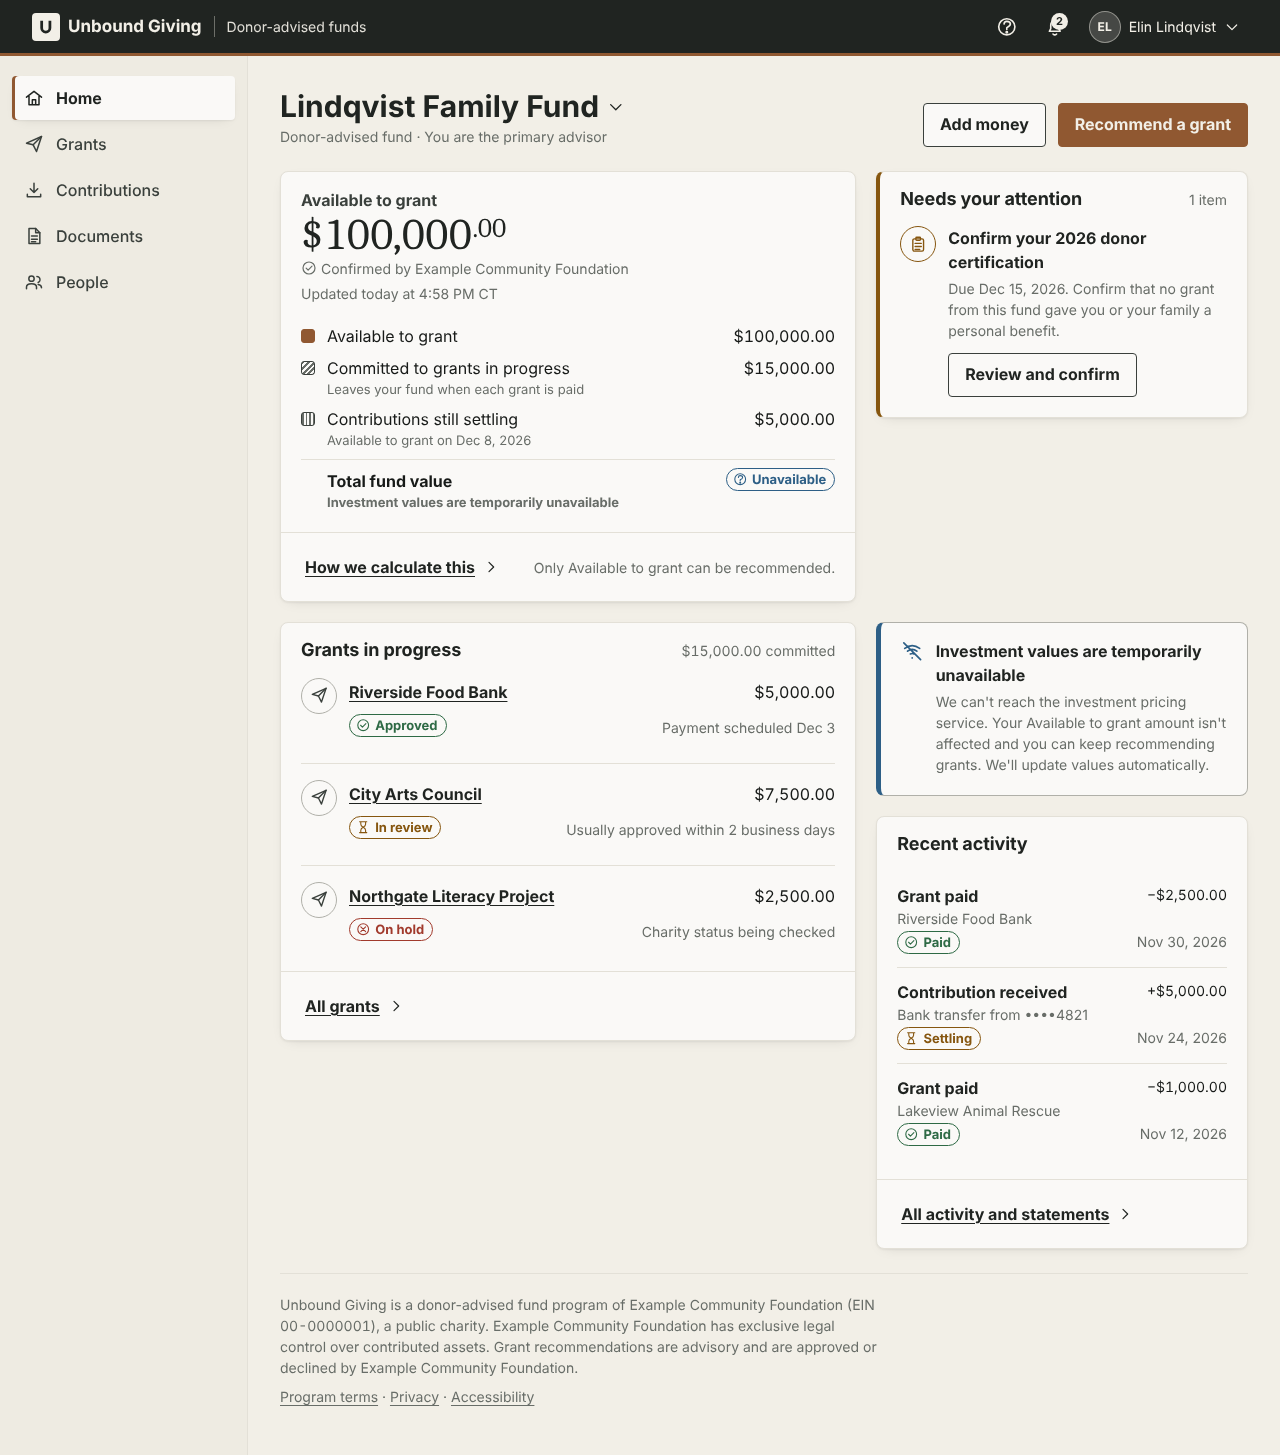 U Unbound Giving Donor-advised funds 2 EL Elin Lindqvist
Home
Grants
Contributions
Documents
People
Lindqvist Family Fund
Donor-advised fund · You are the primary advisor
Add money
Recommend a grant
Available to grant
$100,000.00
Confirmed by Example Community Foundation
Updated today at 4:58 PM CT
Available to grant $100,000.00
Committed to grants in progress $15,000.00
Leaves your fund when each grant is paid
Contributions still settling $5,000.00
Available to grant on Dec 8, 2026
Total fund value Unavailable
Investment values are temporarily unavailable
How we calculate this Only Available to grant can be recommended.
Needs your attention 1 item
Confirm your 2026 donor
certification
Due Dec 15, 2026. Confirm that no grant
from this fund gave you or your family a
personal benefit.
Review and confirm
Grants in progress $15,000.00 committed
Riverside Food Bank $5,000.00
Approved Payment scheduled Dec 3
City Arts Council $7,500.00
In review Usually approved within 2 business days
Northgate Literacy Project $2,500.00
On hold Charity status being checked
All grants
Investment values are temporarily
unavailable
We can't reach the investment pricing
service. Your Available to grant amount isn't
affected and you can keep recommending
grants. We'll update values automatically.
Recent activity
Grant paid −$2,500.00
Riverside Food Bank
Paid Nov 30, 2026
Contribution received +$5,000.00
Bank transfer from ••••4821
Settling Nov 24, 2026
Grant paid −$1,000.00
Lakeview Animal Rescue
Paid Nov 12, 2026
All activity and statements
Unbound Giving is a donor-advised fund program of Example Community Foundation (EIN
00-0000001), a public charity. Example Community Foundation has exclusive legal
control over contributed assets. Grant recommendations are advisory and are approved or
declined by Example Community Foundation.
Program terms · Privacy · Accessibility